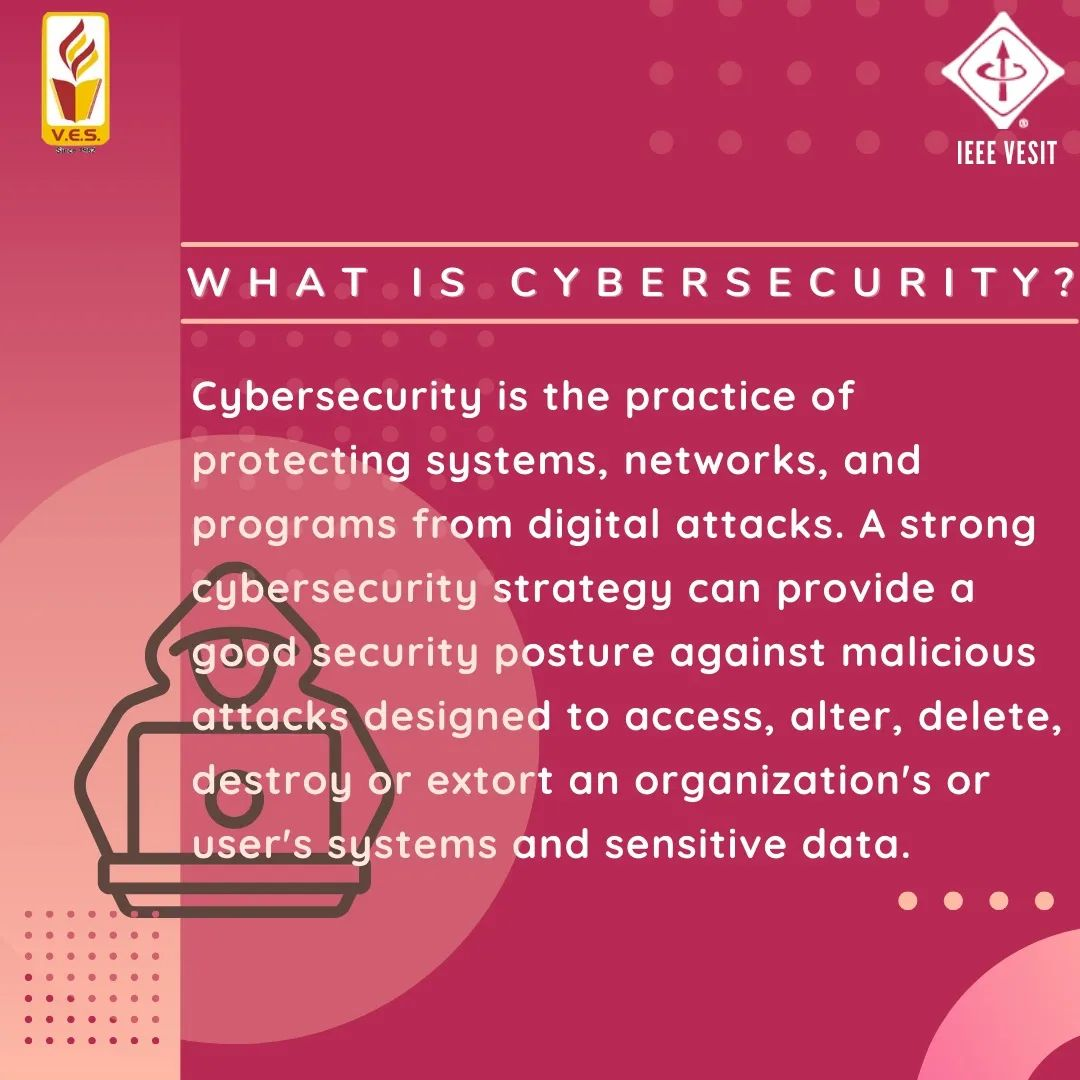 V.E.S.
Since 1962
IEEE VESIT
WHAT IS CYBERSECURITY?
Cybersecurity is the practice of
protecting systems, networks, and
programs from digital attacks. A strong
cybersecurity strategy can provide a
good security posture against malicious
attacks designed to access, alter, delete,
destroy or extort an organization's or
user's systems and sensitive data.